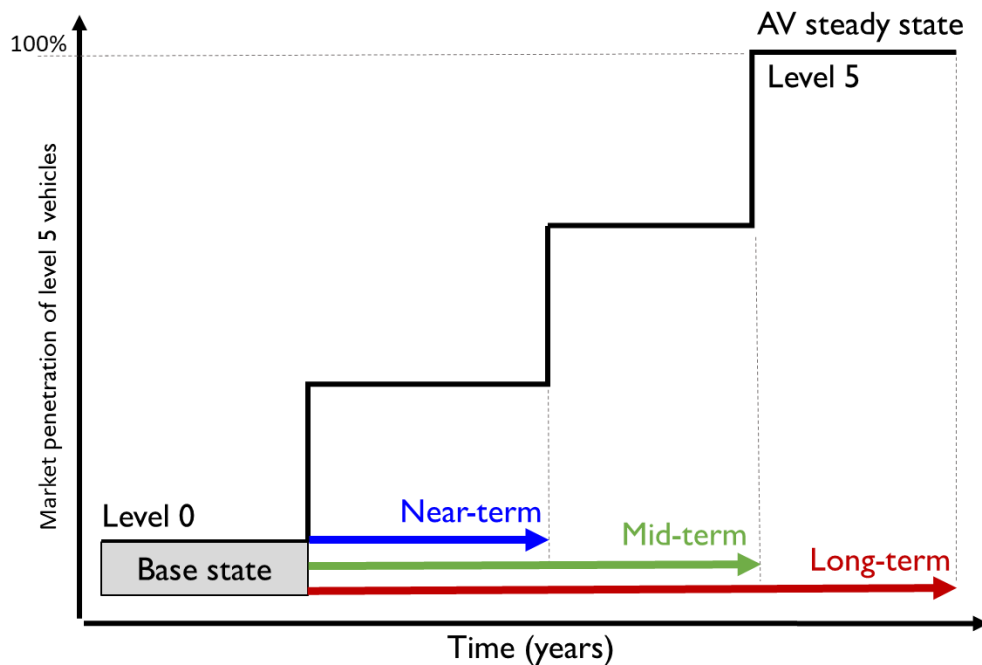 AV steady state
100%
Level 5
Market penetration of level 5 vehicles
Level 0
Near-term
Base state
Mid-term
Long-term
Time (years)